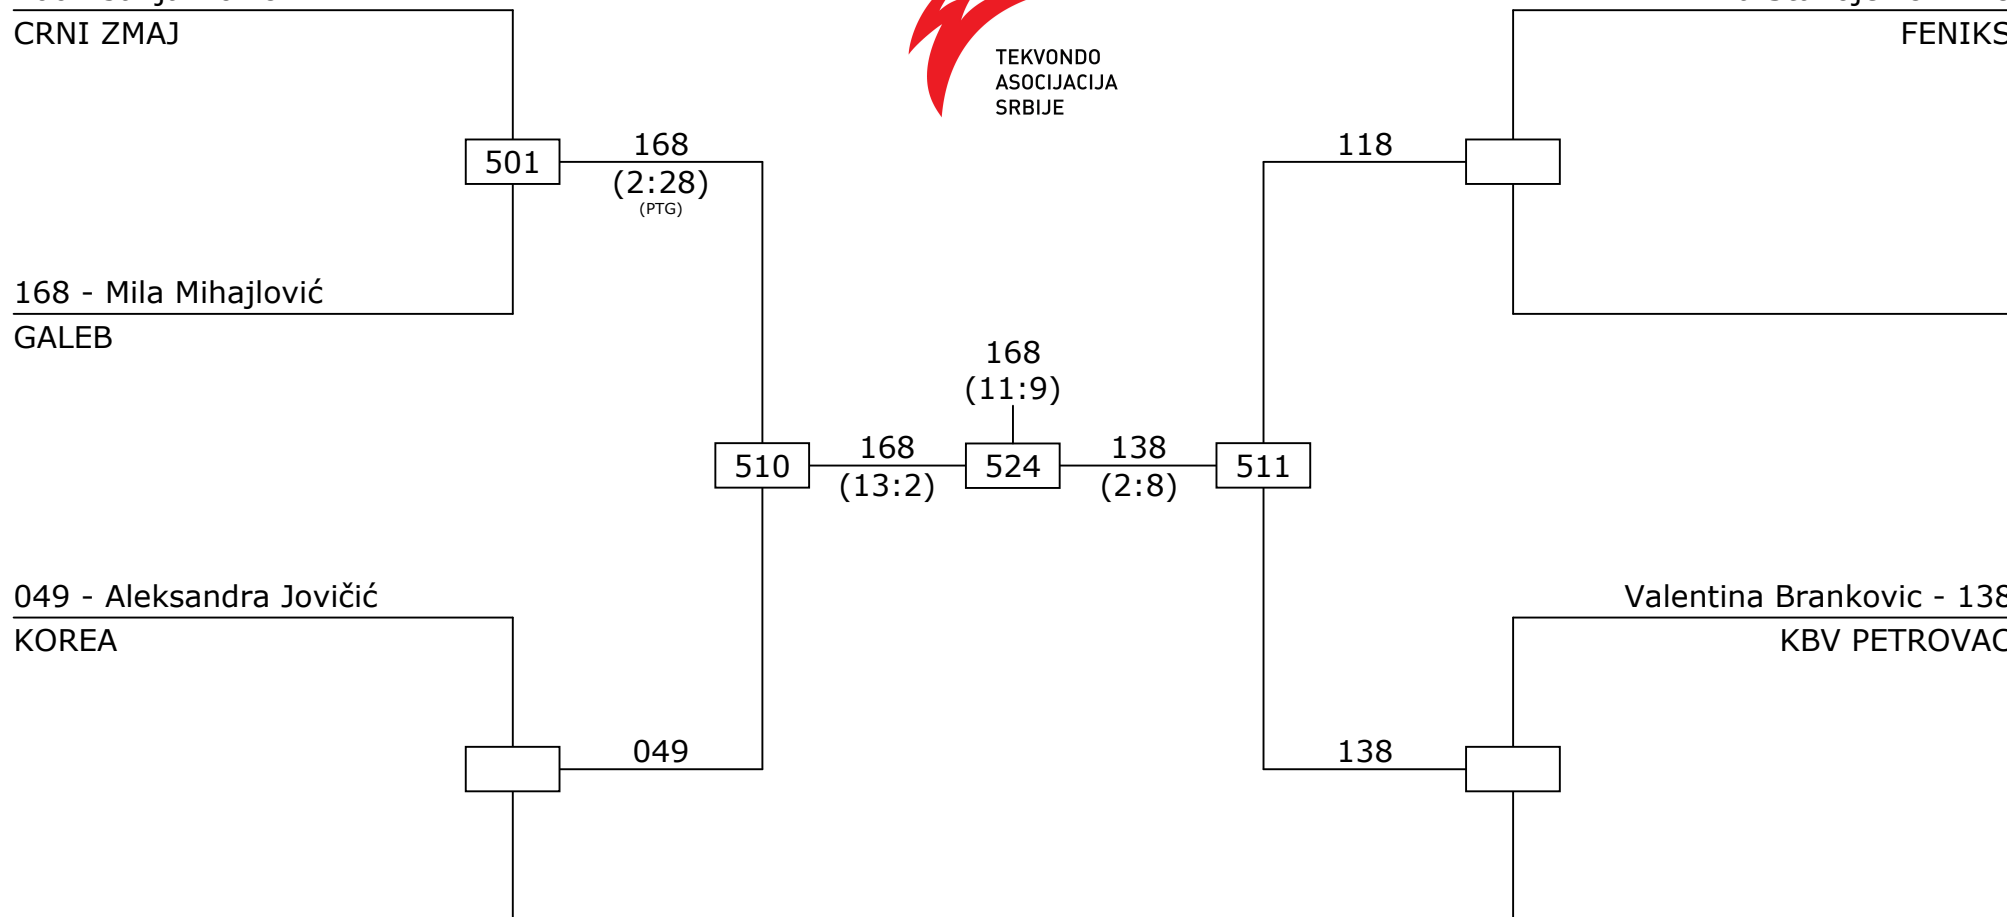 CRNI ZMAJ
FENIKS
TEKVONDO
ASOCIJACIJA
SRBIJE
501
168
(2:28)
(PTG)
118
168 - Mila Mihajlović
GALEB
168
(11:9)
510
168
(13:2)
524
138
(2:8)
511
049 - Aleksandra Jovičić
KOREA
Valentina Brankovic - 138
KBV PETROVAC
049
138